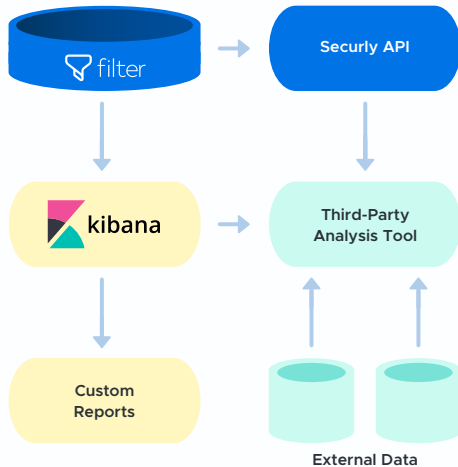 filter
Securly API
kibana
Third-Party
Analysis Tool
Custom
Reports
External Data